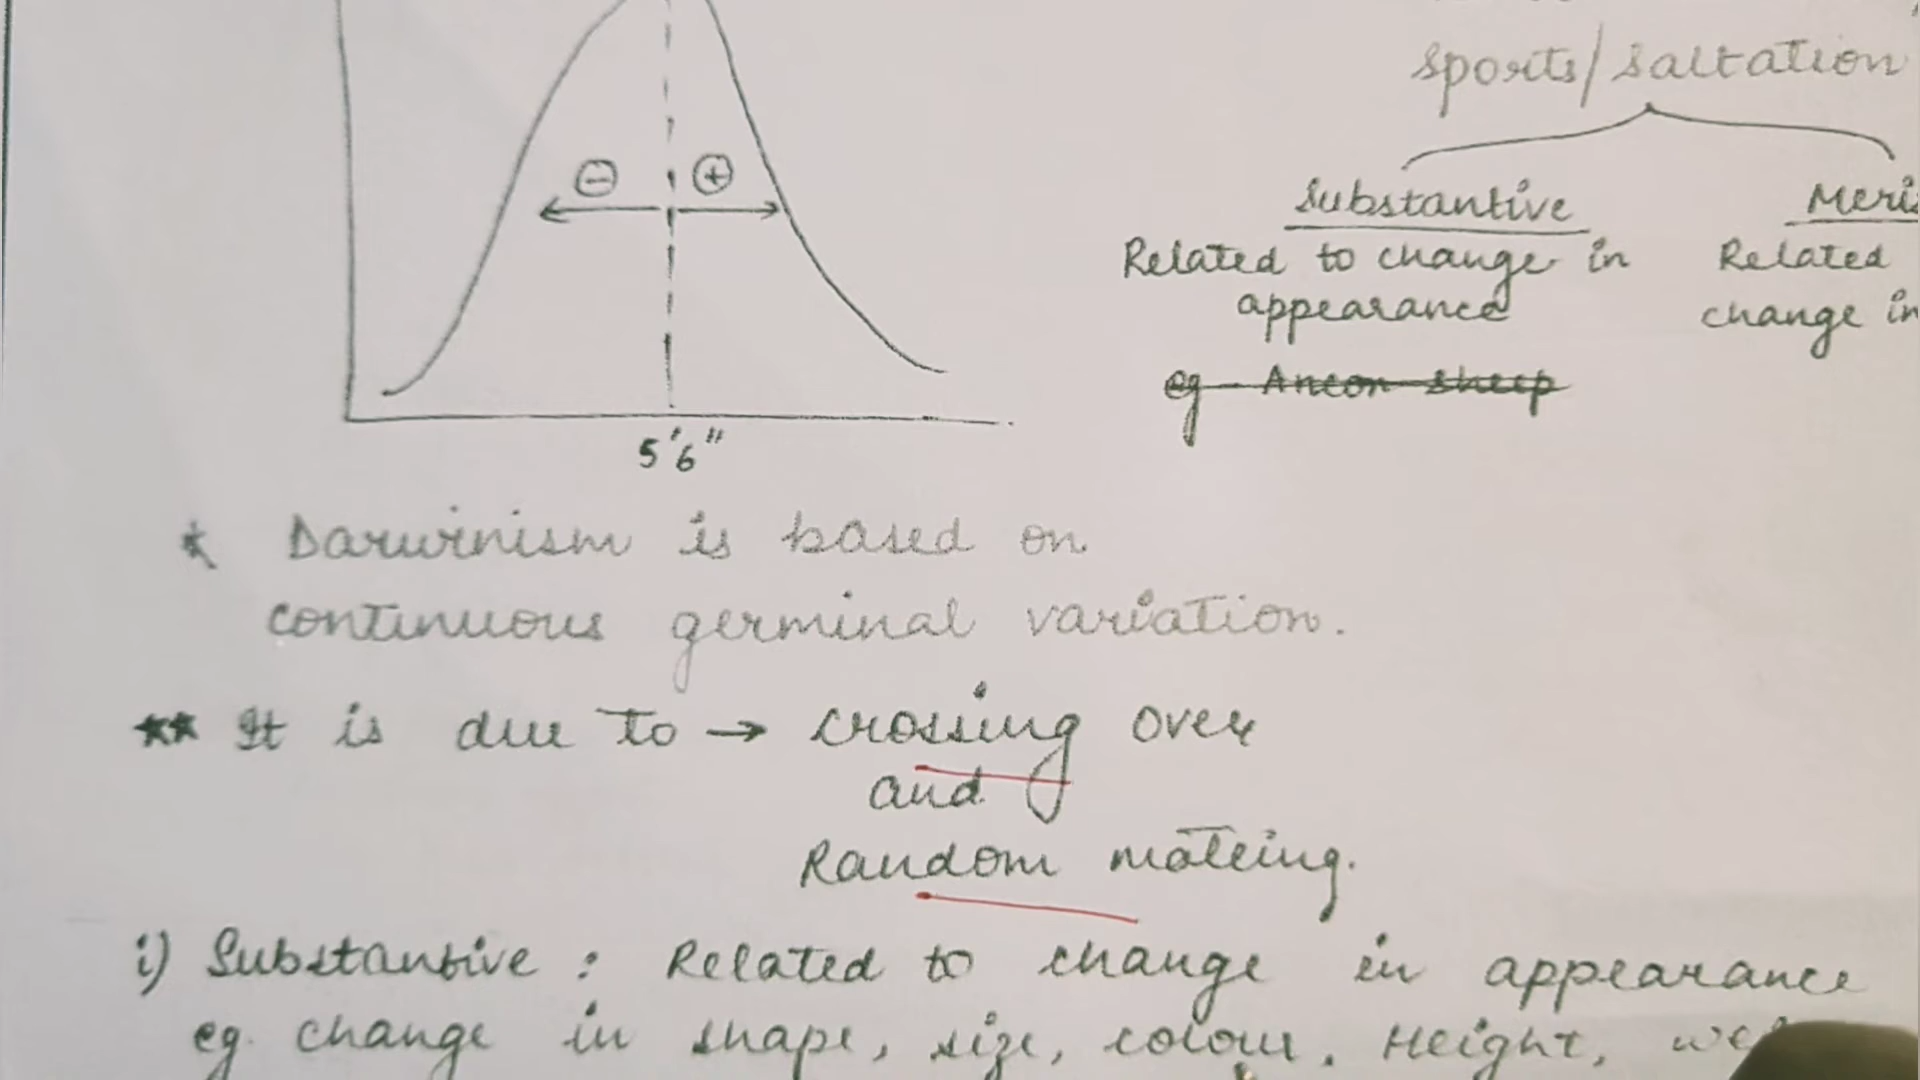 sports/saltation
Substantive
Related to change in
appearance
eg - Ancon sheep
Related
change in
⊖ ⊕
5'6"
* Darwinism is based on
continuous germinal variation.
** It is due to → crossing over
and
Random mateing.
i) Substantive : Related to change in appearance
eg. change in shape, size, colour. Height,